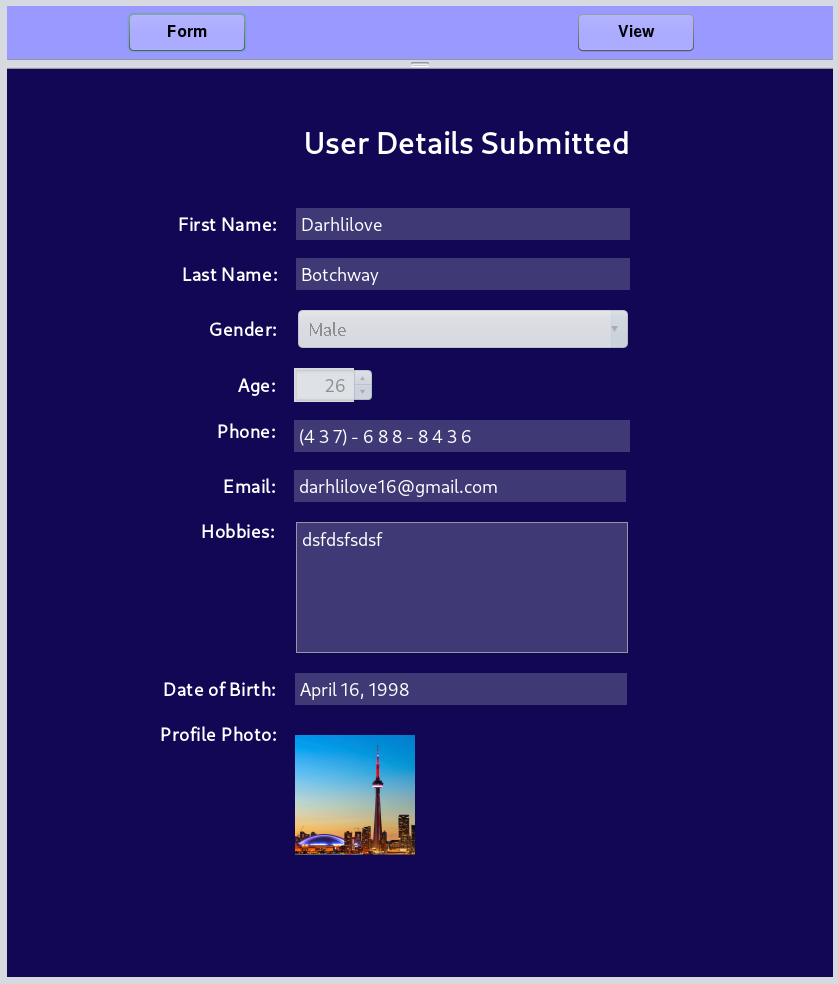 Form View
User Details Submitted
First Name: Darhlilove
Last Name: Botchway
Gender: Male
Age: 26
Phone: (4 3 7) - 6 8 8 - 8 4 3 6
Email: darhlilove16@gmail.com
Hobbies: dsfdsfsdsf
Date of Birth: April 16, 1998
Profile Photo: